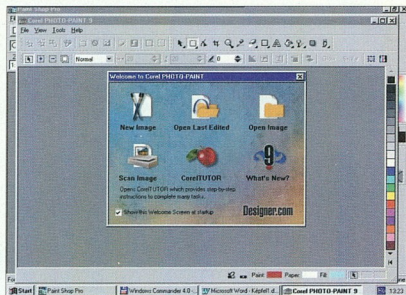 Paint Shop Pro
Corel PHOTO-PAINT 9
File View Tools Help
Normal
0
Welcome to Corel PHOTO-PAINT
New Image Open Last Edited Open Image
Scan Image CorelTUTOR What's New?
9
Opens CorelTUTOR which provides step-by-step
instructions to complete many tasks.
Show this Welcome Screen at startup
Designer.com
Paint: Paper: Fill:
Start Paint Shop Pro Windows Commander 4.0 - Microsoft Word - Képfel1.d... Corel PHOTO-PAINT 9 13:23